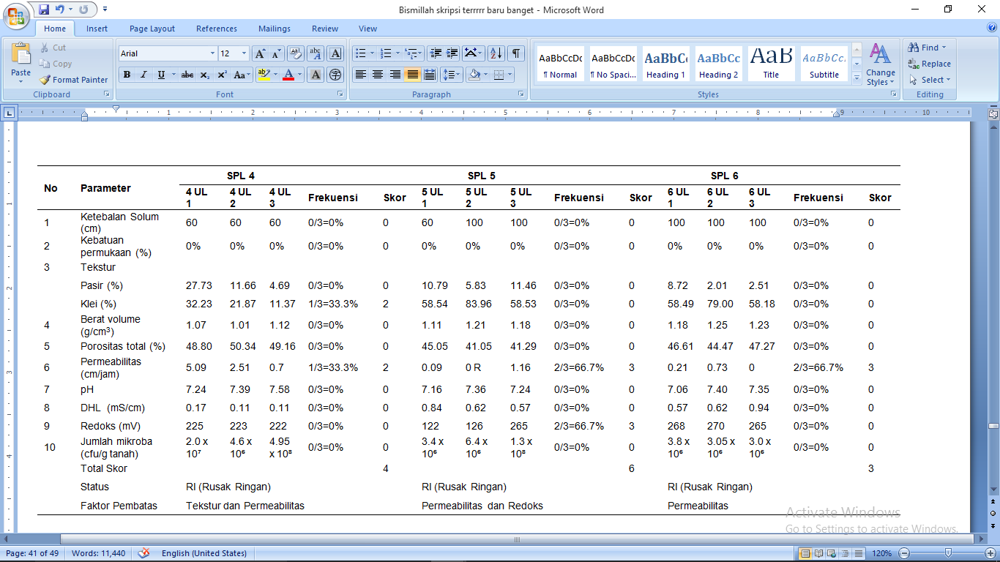 Bismillah skripsi terrrrr baru banget - Microsoft Word
Home Insert Page Layout References Mailings Review View
Paste
Cut
Copy
Format Painter
Clipboard
Arial 12
Font
Paragraph
AaBbCcDc AaBbCcDc AaBbCc AaBbCc AaB AaBbCc.
¶ Normal ¶ No Spaci... Heading 1 Heading 2 Title Subtitle
Change Styles
Styles
Find
Replace
Select
Editing
1 2 3 4 5 6 7 8 9 10
No Parameter SPL 4 SPL 5 SPL 6
4 UL 1 4 UL 2 4 UL 3 Frekuensi Skor 5 UL 1 5 UL 2 5 UL 3 Frekuensi Skor 6 UL 1 6 UL 2 6 UL 3 Frekuensi Skor
1 Ketebalan Solum (cm) 60 60 60 0/3=0% 0 60 100 100 0/3=0% 0 100 100 100 0/3=0% 0
2 Kebatuan permukaan (%) 0% 0% 0% 0/3=0% 0 0% 0% 0% 0/3=0% 0 0% 0% 0% 0/3=0% 0
3 Tekstur
Pasir (%) 27.73 11.66 4.69 0/3=0% 0 10.79 5.83 11.46 0/3=0% 0 8.72 2.01 2.51 0/3=0% 0
Klei (%) 32.23 21.87 11.37 1/3=33.3% 2 58.54 83.96 58.53 0/3=0% 0 58.49 79.00 58.18 0/3=0% 0
4 Berat volume (g/cm³) 1.07 1.01 1.12 0/3=0% 0 1.11 1.21 1.18 0/3=0% 0 1.18 1.25 1.23 0/3=0% 0
5 Porositas total (%) 48.80 50.34 49.16 0/3=0% 0 45.05 41.05 41.29 0/3=0% 0 46.61 44.47 47.27 0/3=0% 0
6 Permeabilitas (cm/jam) 5.09 2.51 0.7 1/3=33.3% 2 0.09 0 R 1.16 2/3=66.7% 3 0.21 0.73 0 2/3=66.7% 3
7 pH 7.24 7.39 7.58 0/3=0% 0 7.16 7.36 7.24 0/3=0% 0 7.06 7.40 7.35 0/3=0% 0
8 DHL (mS/cm) 0.17 0.11 0.11 0/3=0% 0 0.84 0.62 0.57 0/3=0% 0 0.57 0.62 0.94 0/3=0% 0
9 Redoks (mV) 225 223 222 0/3=0% 0 122 126 265 2/3=66.7% 3 268 270 265 0/3=0% 0
10 Jumlah mikroba (cfu/g tanah) 2.0 x 10⁷ 4.6 x 10⁶ 4.95 x 10⁸ 0/3=0% 0 3.4 x 10⁶ 6.4 x 10⁶ 1.3 x 10⁸ 0/3=0% 0 3.8 x 10⁶ 3.05 x 10⁶ 3.0 x 10⁶ 0/3=0% 0
Total Skor 4 6 3
Status RI (Rusak Ringan) RI (Rusak Ringan) RI (Rusak Ringan)
Faktor Pembatas Tekstur dan Permeabilitas Permeabilitas dan Redoks Permeabilitas
Activate Windows
Go to Settings to activate Windows.
Page: 41 of 49 Words: 11,440 English (United States) 120%